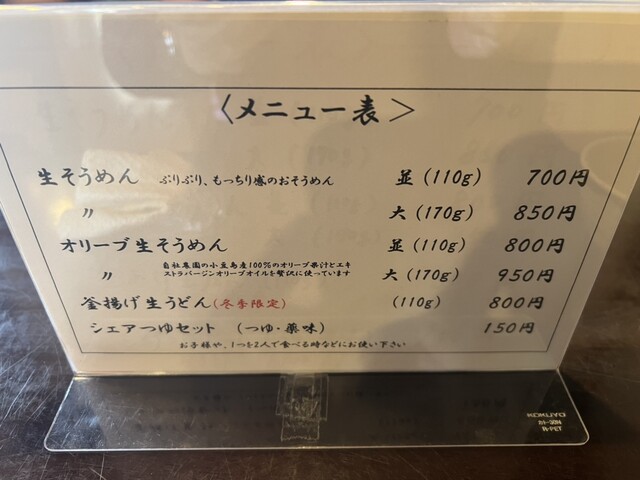 〈メニュー表〉
生そうめん ぷりぷり、もっちり感のおそうめん 並(110g) 700円
〃 大(170g) 850円
オリーブ生そうめん 並(110g) 800円
〃 自社農園の小豆島産100%のオリーブ果汁とエキ 大(170g) 950円
ストラバージンオリーブオイルを贅沢に使っています
釜揚げ生うどん(冬季限定) (110g) 800円
シェアつゆセット (つゆ・薬味) 150円
お子様や、1つを2人で食べる時などにお使い下さい
KOKUYO